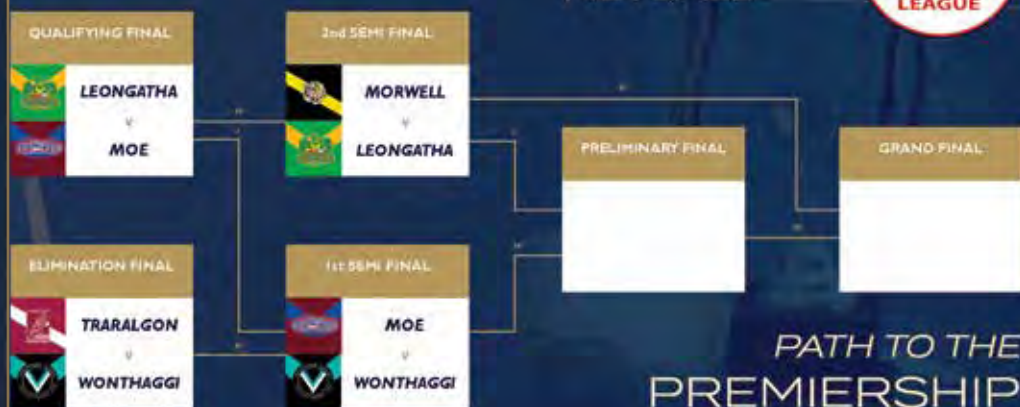 LEAGUE
QUALIFYING FINAL
LEONGATHA
V
MOE
2nd SEMI FINAL
MORWELL
V
LEONGATHA
PRELIMINARY FINAL
GRAND FINAL
ELIMINATION FINAL
TRARALGON
V
WONTHAGGI
1st SEMI FINAL
MOE
V
WONTHAGGI
PATH TO THE
PREMIERSHIP